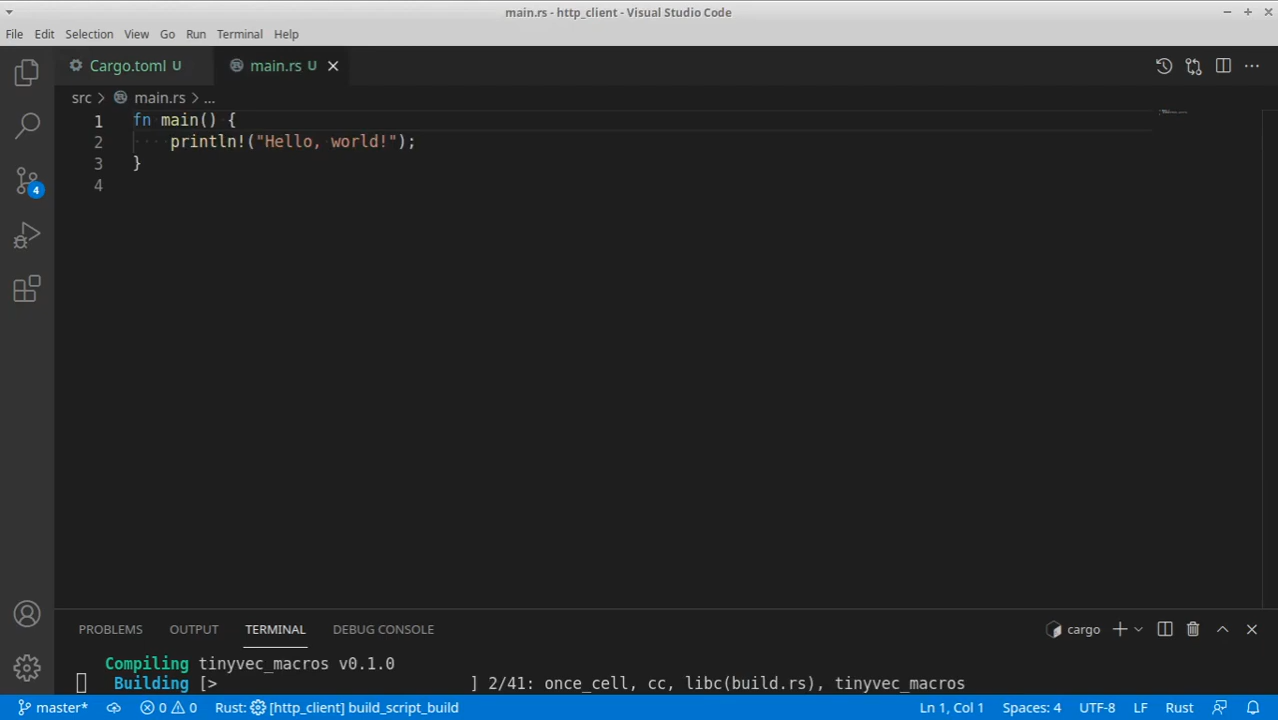 main.rs - http_client - Visual Studio Code
File Edit Selection View Go Run Terminal Help
Cargo.toml U main.rs U
src > main.rs > ...
1 fn main() {
2 ····println!("Hello, world!");
3 }
4
4
PROBLEMS OUTPUT TERMINAL DEBUG CONSOLE cargo
Compiling tinyvec_macros v0.1.0
Building [> ] 2/41: once_cell, cc, libc(build.rs), tinyvec_macros
master* 0 0 Rust: [http_client] build_script_build Ln 1, Col 1 Spaces: 4 UTF-8 LF Rust